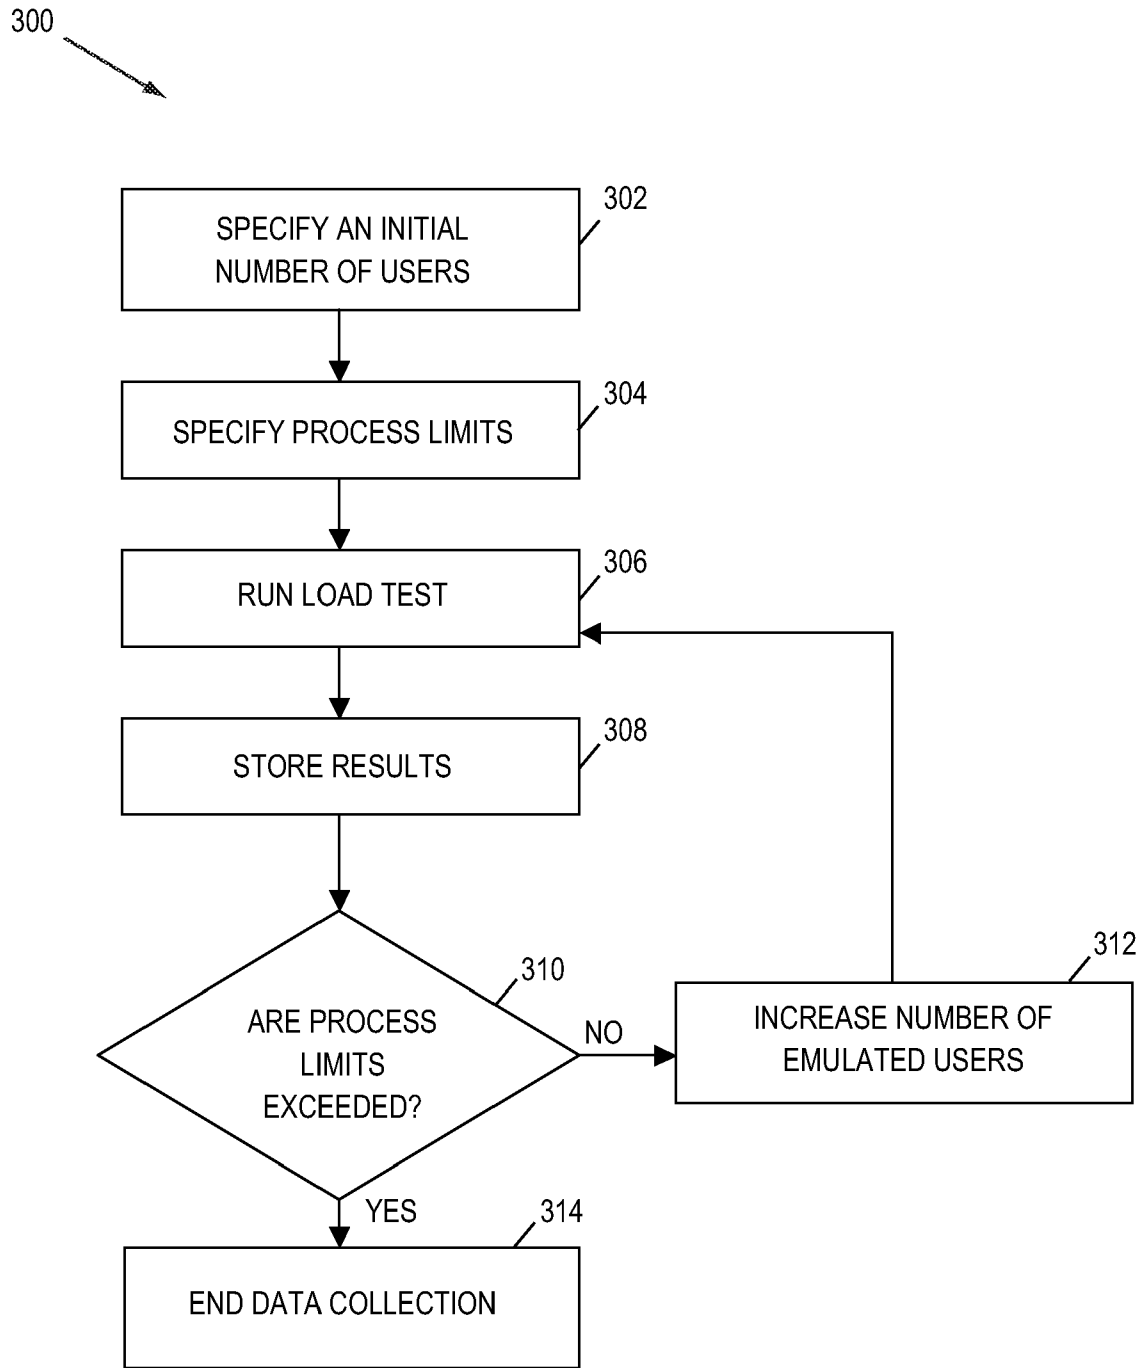 300
302
SPECIFY AN INITIAL
NUMBER OF USERS
304
SPECIFY PROCESS LIMITS
306
RUN LOAD TEST
308
STORE RESULTS
310
ARE PROCESS
LIMITS
EXCEEDED?
NO
312
INCREASE NUMBER OF
EMULATED USERS
YES
314
END DATA COLLECTION